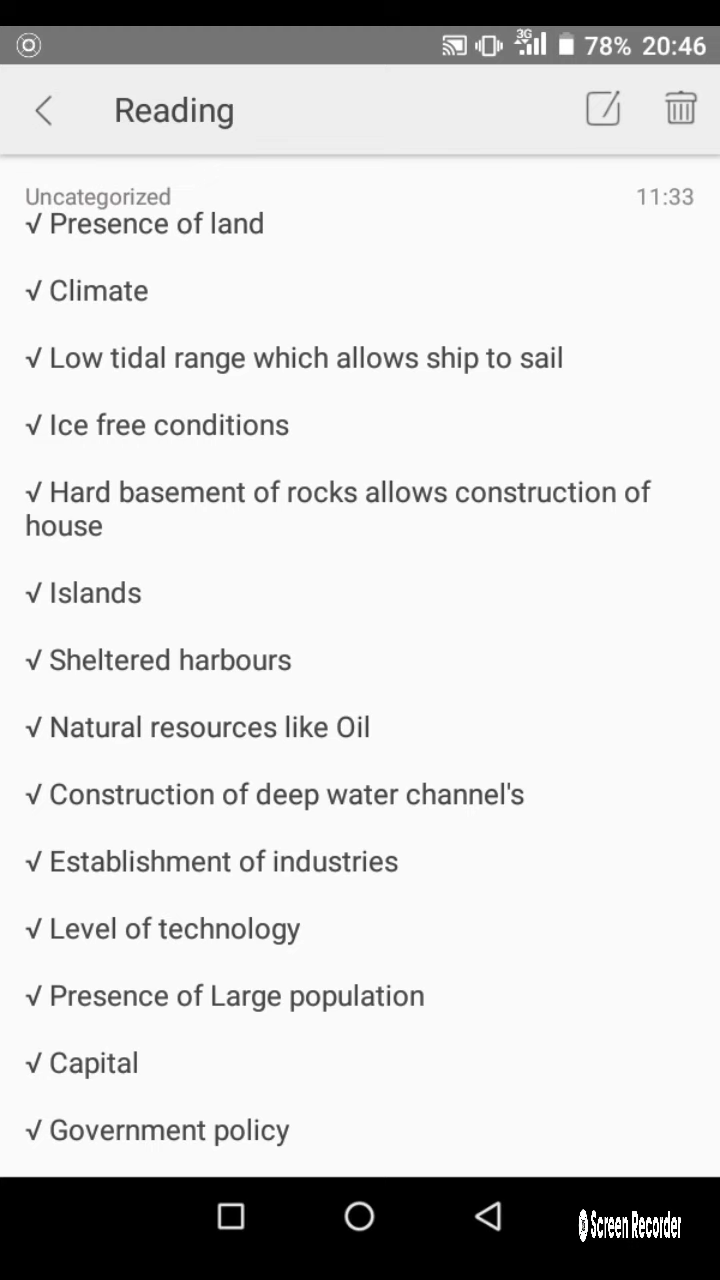 3G 78% 20:46
Reading
Uncategorized 11:33
√ Presence of land
√ Climate
√ Low tidal range which allows ship to sail
√ Ice free conditions
√ Hard basement of rocks allows construction of
house
√ Islands
√ Sheltered harbours
√ Natural resources like Oil
√ Construction of deep water channel's
√ Establishment of industries
√ Level of technology
√ Presence of Large population
√ Capital
√ Government policy
Screen Recorder